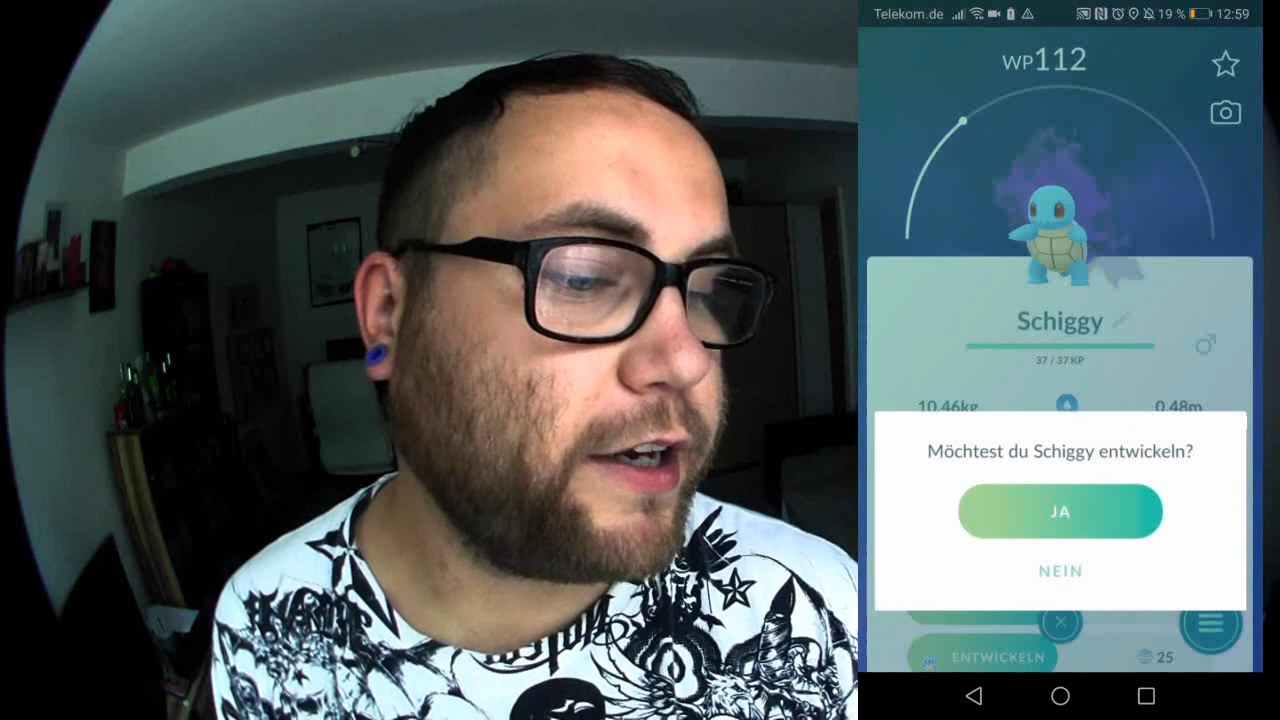 Telekom.de 19 % 12:59
WP112
Schiggy
37 / 37 KP
10.46kg 0.48m
Möchtest du Schiggy entwickeln?
JA
NEIN
ENTWICKELN 25